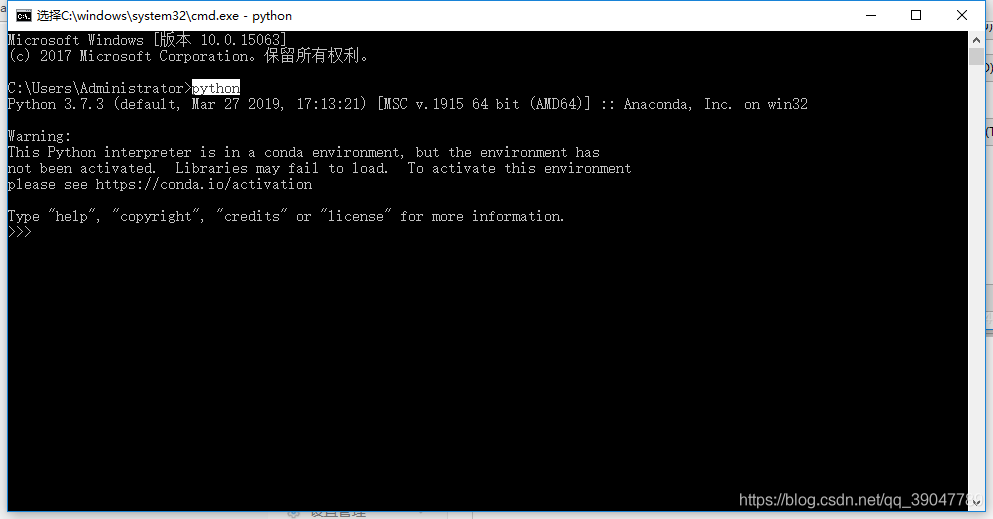 选择C:\windows\system32\cmd.exe - python
Microsoft Windows [版本 10.0.15063]
(c) 2017 Microsoft Corporation。保留所有权利。
C:\Users\Administrator>python
Python 3.7.3 (default, Mar 27 2019, 17:13:21) [MSC v.1915 64 bit (AMD64)] :: Anaconda, Inc. on win32
Warning:
This Python interpreter is in a conda environment, but the environment has
not been activated.  Libraries may fail to load.  To activate this environment
please see https://conda.io/activation
Type "help", "copyright", "credits" or "license" for more information.
>>>
https://blog.csdn.net/qq_3904778